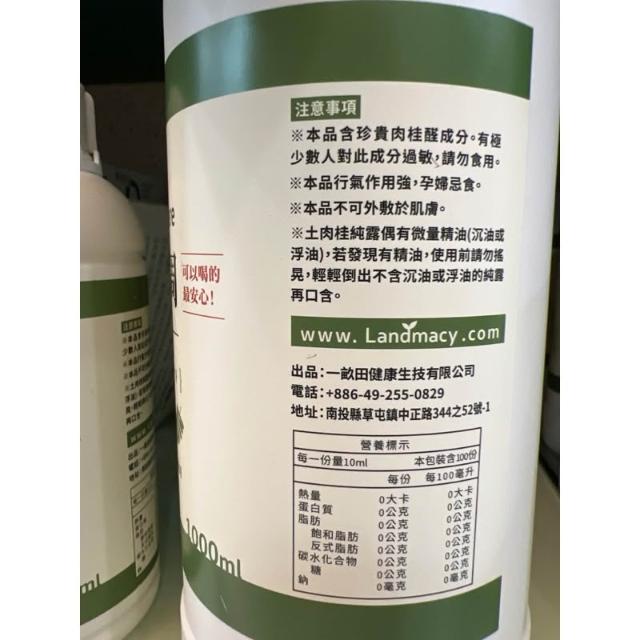 注意事項
※本品含珍貴肉桂醛成分。有極
少數人對此成分過敏,請勿食用。
※本品行氣作用強,孕婦忌食。
※本品不可外敷於肌膚。
※土肉桂純露偶有微量精油(沉油或
浮油),若發現有精油,使用前請勿搖
晃,輕輕倒出不含沉油或浮油的純露
再口含。
可以喝的
最安心!
www.Landmacy.com
出品:一畝田健康生技有限公司
電話:+886-49-255-0829
地址:南投縣草屯鎮中正路344之52號-1
營養標示
每一份量10ml 本包裝含100份
每份 每100毫升
熱量 0大卡 0大卡
蛋白質 0公克 0公克
脂肪 0公克 0公克
飽和脂肪 0公克 0公克
反式脂肪 0公克 0公克
碳水化合物 0公克 0公克
糖 0公克 0公克
鈉 0毫克 0毫克
1000ml